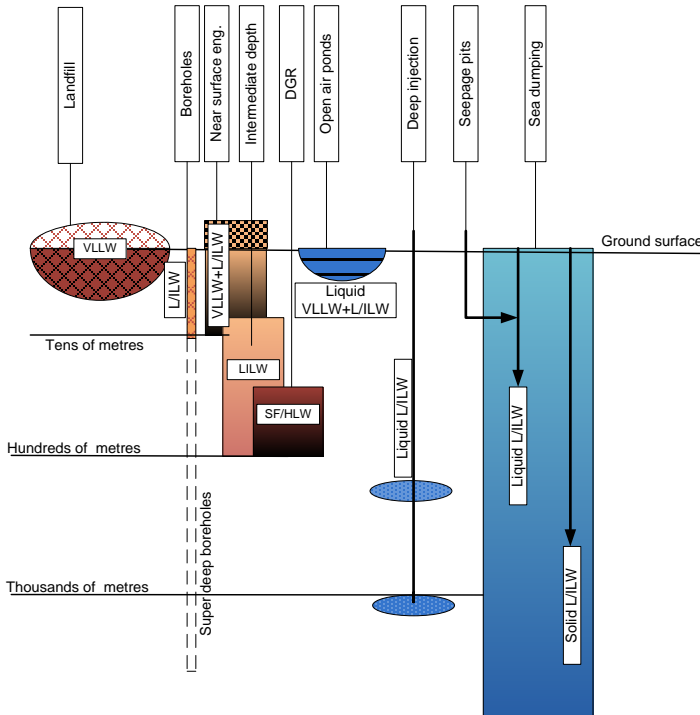 Landfill
Boreholes
Near surface eng.
Intermediate depth
DGR
Open air ponds
Deep injection
Seepage pits
Sea dumping
Ground surface
VLLW
L/ILW
VLLW+L/ILW
Liquid
VLLW+L/ILW
Tens of metres
LILW
SF/HLW
Liquid L/ILW
Liquid L/ILW
Hundreds of metres
Super deep boreholes
Thousands of metres
Solid L/ILW